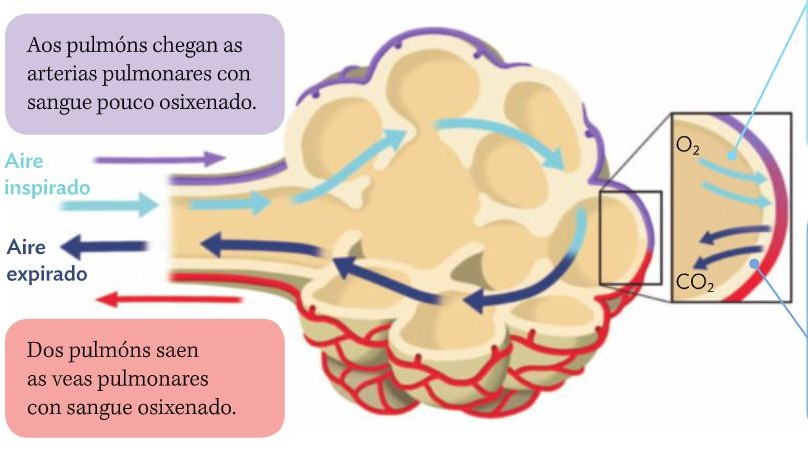 Aos pulmóns chegan as
arterias pulmonares con
sangue pouco osixenado.
Aire
inspirado
Aire
expirado
Dos pulmóns saen
as veas pulmonares
con sangue osixenado.
O₂
CO₂